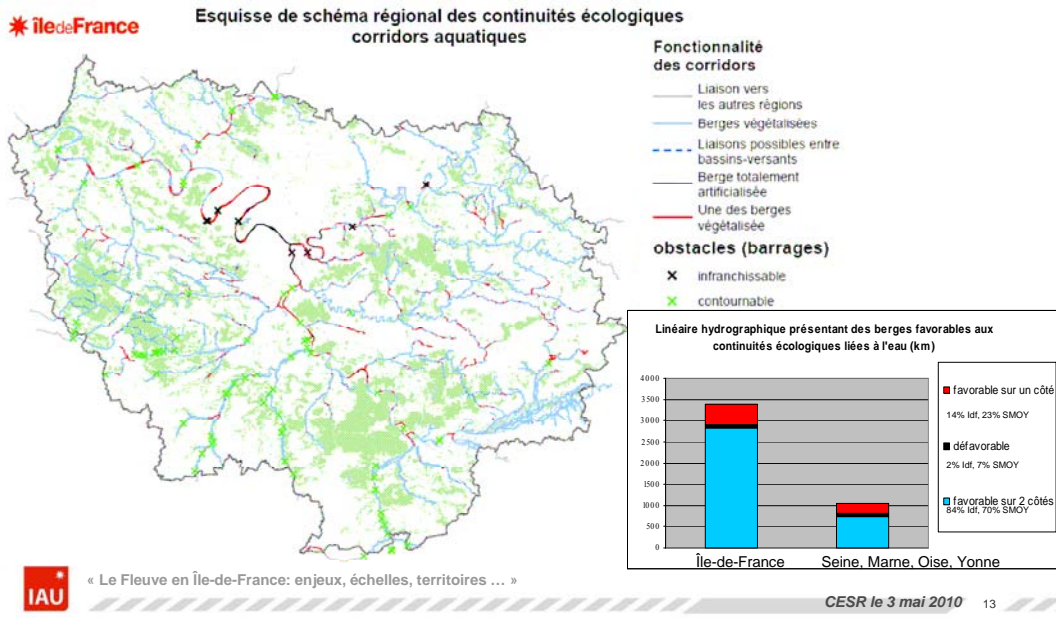 îledeFrance
Esquisse de schéma régional des continuités écologiques
corridors aquatiques
Fonctionnalité
des corridors
Liaison vers
les autres régions
Berges végétalisées
Liaisons possibles entre
bassins-versants
Berge totalement
artificialisée
Une des berges
végétalisée
obstacles (barrages)
infranchissable
contournable
Linéaire hydrographique présentant des berges favorables aux
continuités écologiques liées à l'eau (km)
4000
3500
3000
2500
2000
1500
1000
500
0
Île-de-France
Seine, Marne, Oise, Yonne
favorable sur un côté
14% Idf, 23% SMOY
défavorable
2% Idf, 7% SMOY
favorable sur 2 côtés
84% Idf, 70% SMOY
IAU
« Le Fleuve en Île-de-France: enjeux, échelles, territoires … »
CESR le 3 mai 2010 13